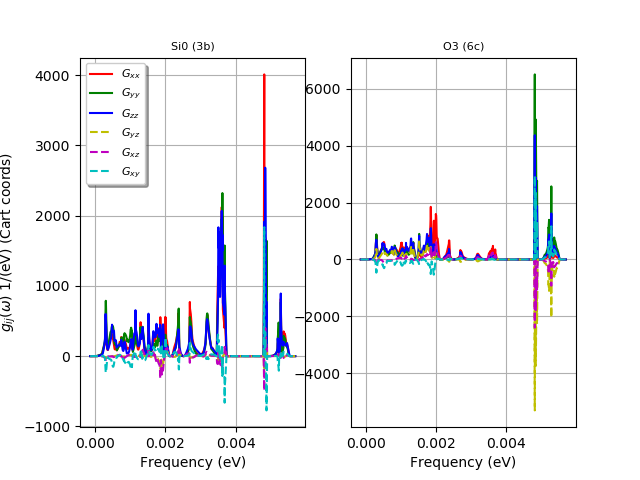 Si0 (3b)
O3 (6c)
g_ij(ω) 1/(eV) (Cart coords)
4000
3000
2000
1000
0
−1000
G_xx
G_yy
G_zz
G_yz
G_xz
G_xy
0.000
0.002
0.004
Frequency (eV)
6000
4000
2000
0
−2000
−4000
0.000
0.002
0.004
Frequency (eV)